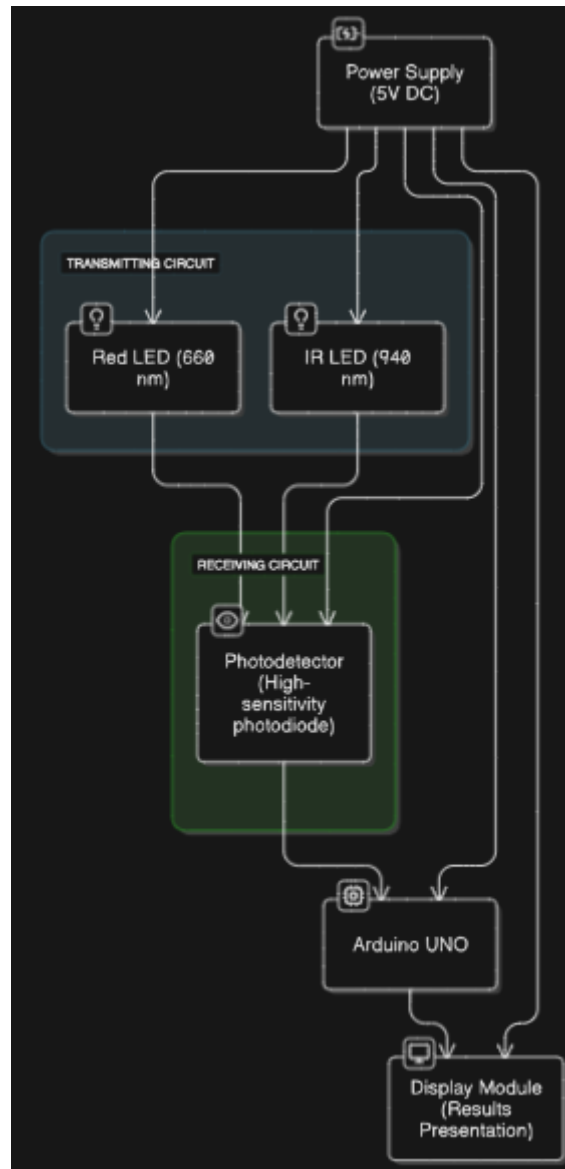 Power Supply
(5V DC)
TRANSMITTING CIRCUIT
Red LED (660
nm)
IR LED (940
nm)
RECEIVING CIRCUIT
Photodetector
(High-
sensitivity
photodiode)
Arduino UNO
Display Module
(Results
Presentation)